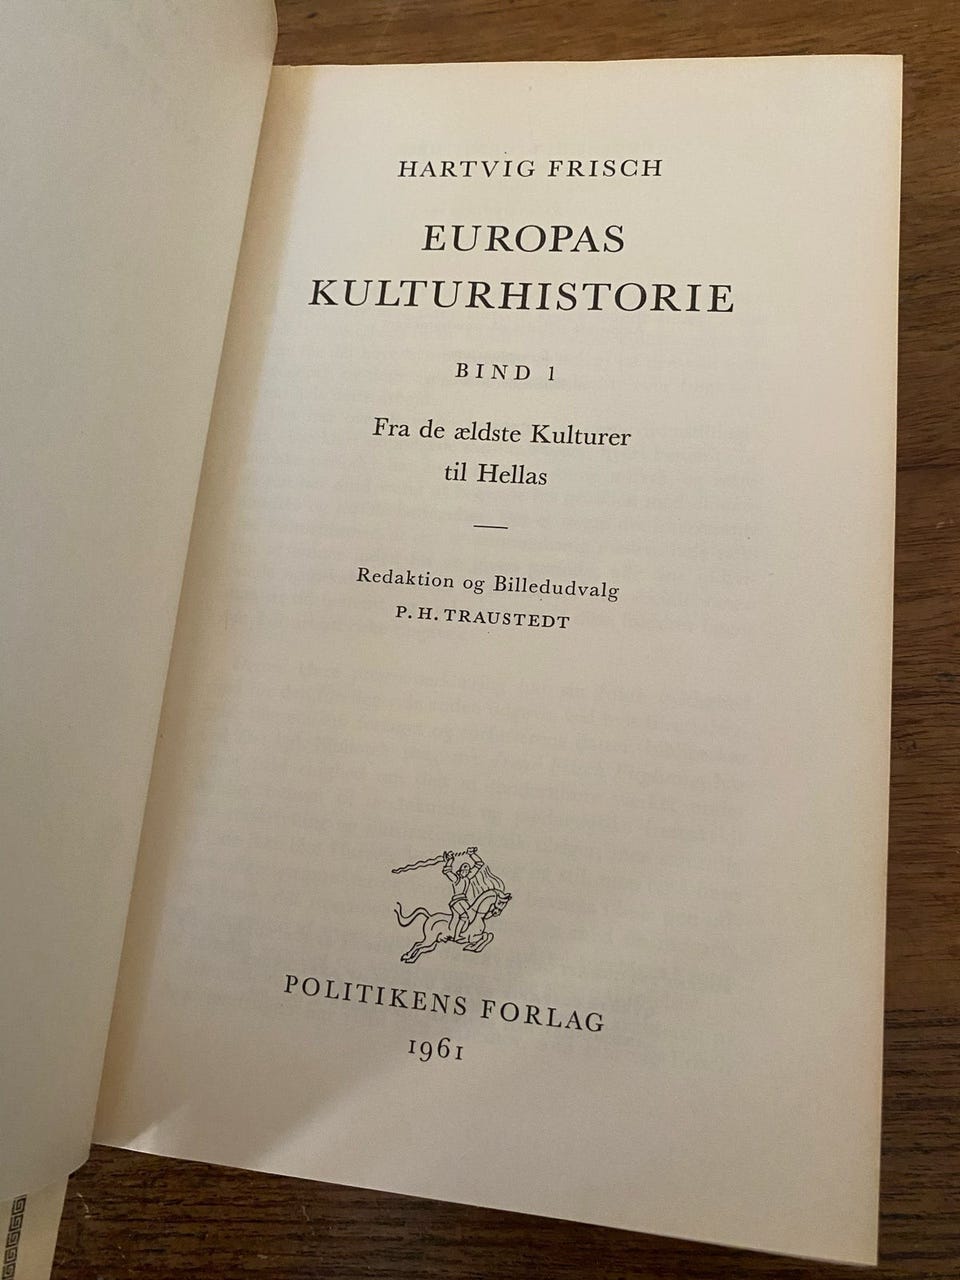 HARTVIG FRISCH
EUROPAS
KULTURHISTORIE
BIND 1
Fra de ældste Kulturer
til Hellas
Redaktion og Billedudvalg
P. H. TRAUSTEDT
POLITIKENS FORLAG
1961